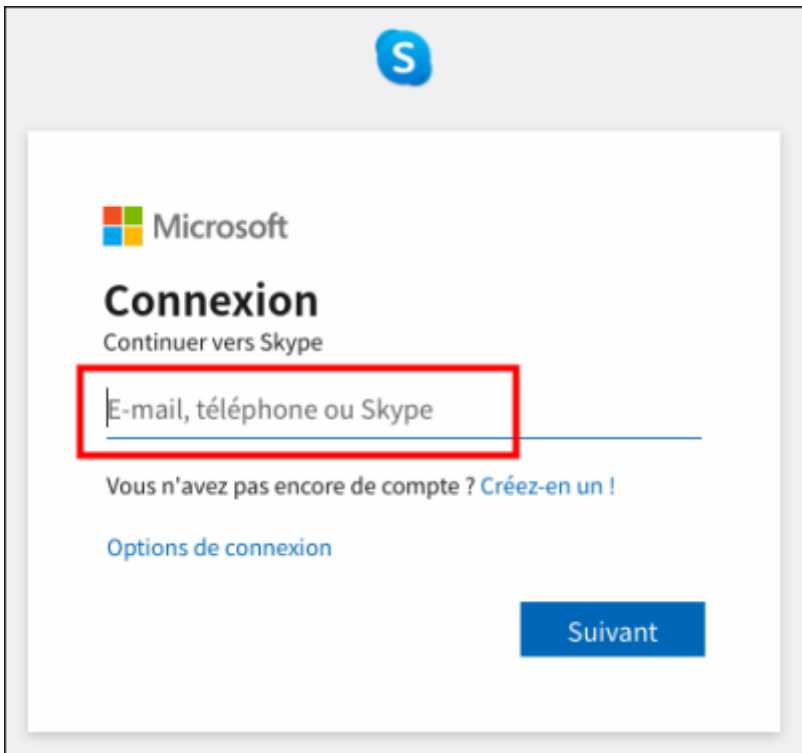 S
Microsoft
Connexion
Continuer vers Skype
E-mail, téléphone ou Skype
Vous n'avez pas encore de compte ? Créez-en un !
Options de connexion
Suivant